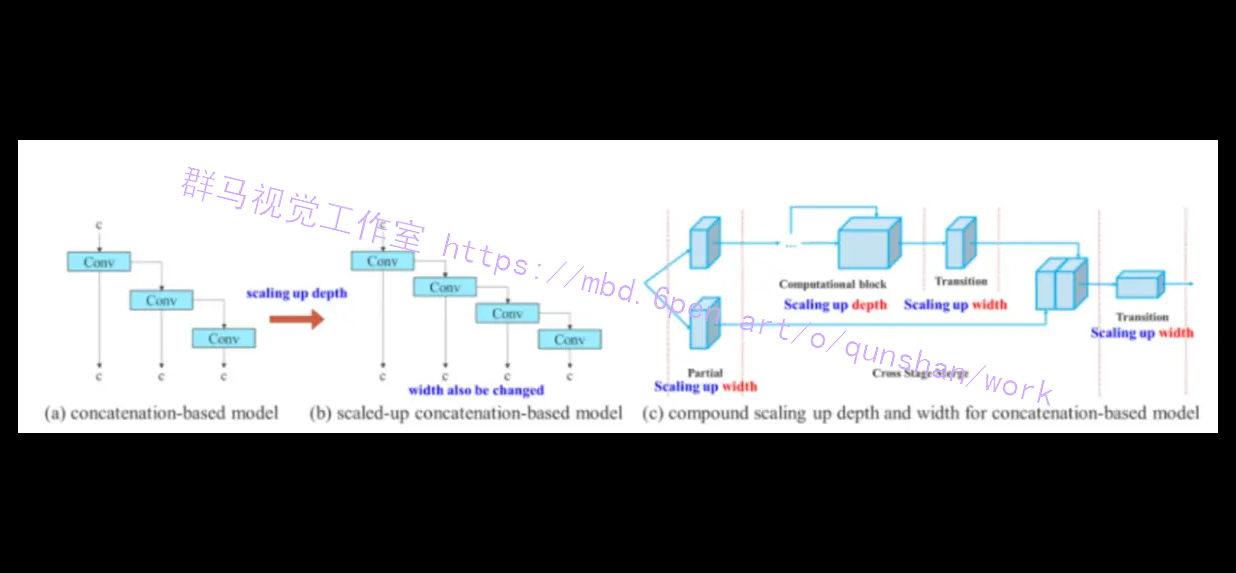 群马视觉工作室 https://mbd.6pen.art/o/qunshan/work
c
Conv
Conv
Conv
c c c
(a) concatenation-based model
scaling up depth
c
Conv
Conv
Conv
Conv
c c c c
width also be changed
(b) scaled-up concatenation-based model
...
Computational block
Scaling up depth
Transition
Scaling up width
Partial
Scaling up width
Cross Stage Merge
Transition
Scaling up width
(c) compound scaling up depth and width for concatenation-based model